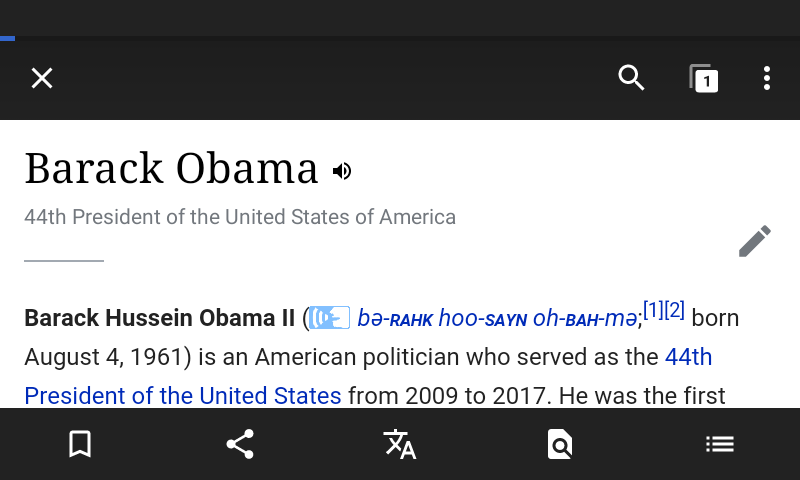 1
Barack Obama
44th President of the United States of America
Barack Hussein Obama II ( bə-RAHK hoo-SAYN oh-BAH-mə;[1][2] born
August 4, 1961) is an American politician who served as the 44th
President of the United States from 2009 to 2017. He was the first